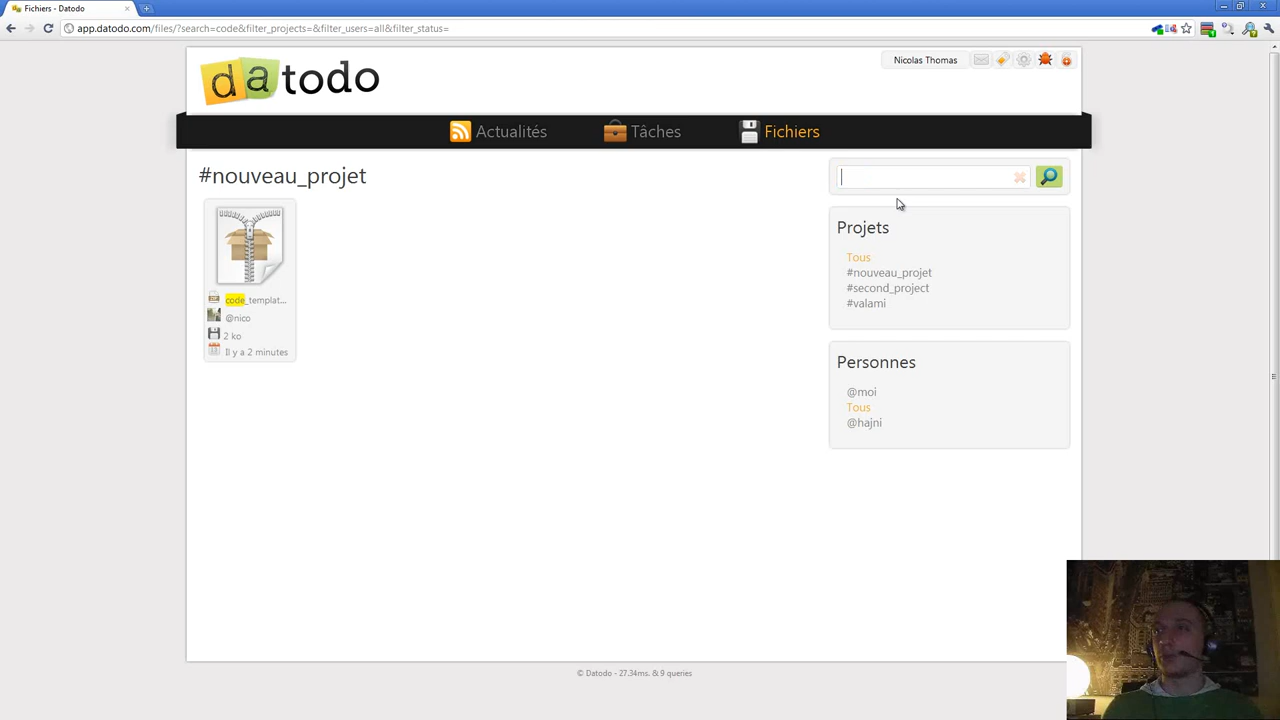 Fichiers - Datodo
app.datodo.com/files/?search=code&filter_projects=&filter_users=all&filter_status=
datodo
Nicolas Thomas
Actualités
Tâches
Fichiers
#nouveau_projet
code_templat...
@nico
2 ko
Il y a 2 minutes
Projets
Tous
#nouveau_projet
#second_project
#valami
Personnes
@moi
Tous
@hajni
© Datodo - 27.34ms. & 9 queries